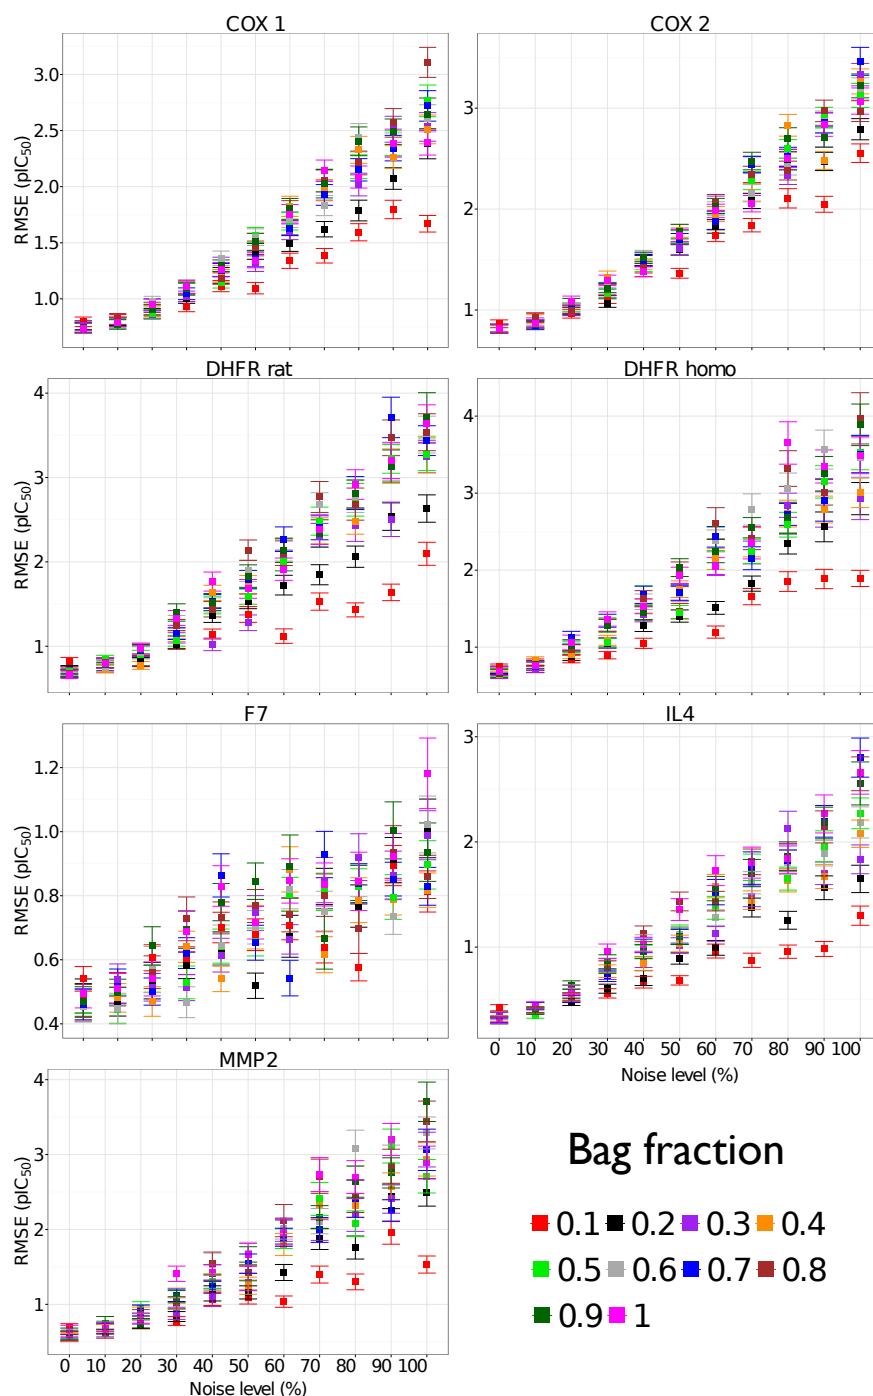 COX 1
COX 2
RMSE (pIC50)
3.0
2.5
2.0
1.5
1.0
3
2
1
DHFR rat
DHFR homo
RMSE (pIC50)
4
3
2
1
4
3
2
1
F7
IL4
RMSE (pIC50)
1.2
1.0
0.8
0.6
0.4
3
2
1
0 10 20 30 40 50 60 70 80 90 100
Noise level (%)
MMP2
RMSE (pIC50)
4
3
2
1
0 10 20 30 40 50 60 70 80 90 100
Noise level (%)
Bag fraction
0.1 0.2 0.3 0.4
0.5 0.6 0.7 0.8
0.9 1